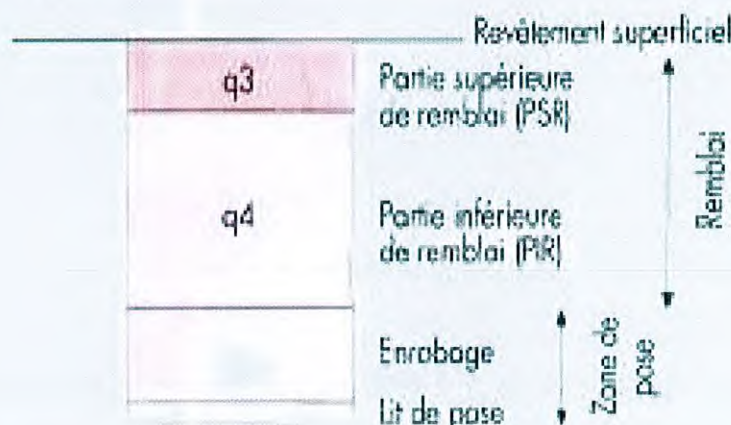 Revêtement superficiel
q3
Partie supérieure
de remblai (PSR)
Remblai
q4
Partie inférieure
de remblai (PIR)
Enrobage
Zone de
pose
Lit de pose